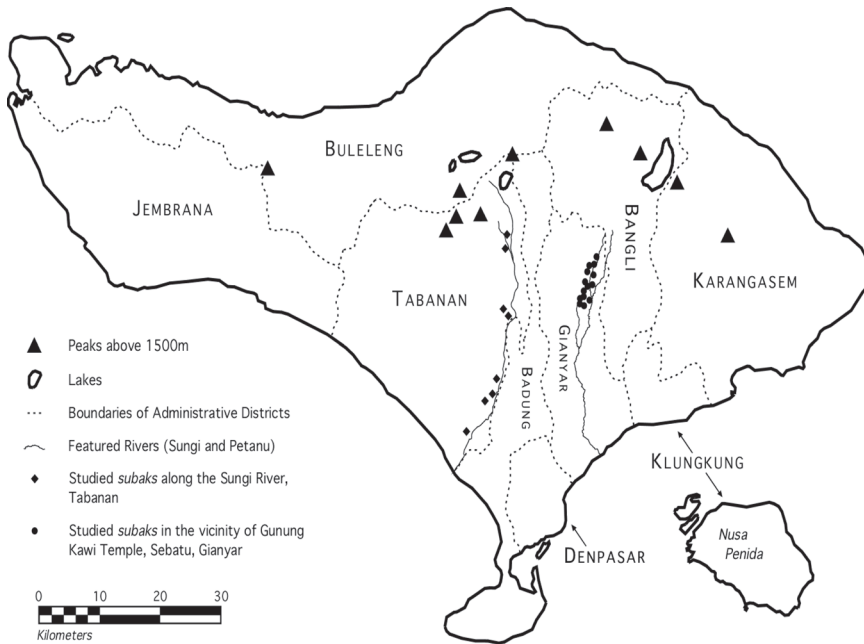 BULELENG
JEMBRANA
TABANAN
BADUNG
GIANYAR
BANGLI
KARANGASEM
KLUNGKUNG
DENPASAR
Nusa
Penida
Peaks above 1500m
Lakes
Boundaries of Administrative Districts
Featured Rivers (Sungi and Petanu)
Studied subaks along the Sungi River,
Tabanan
Studied subaks in the vicinity of Gunung
Kawi Temple, Sebatu, Gianyar
0 10 20 30
Kilometers